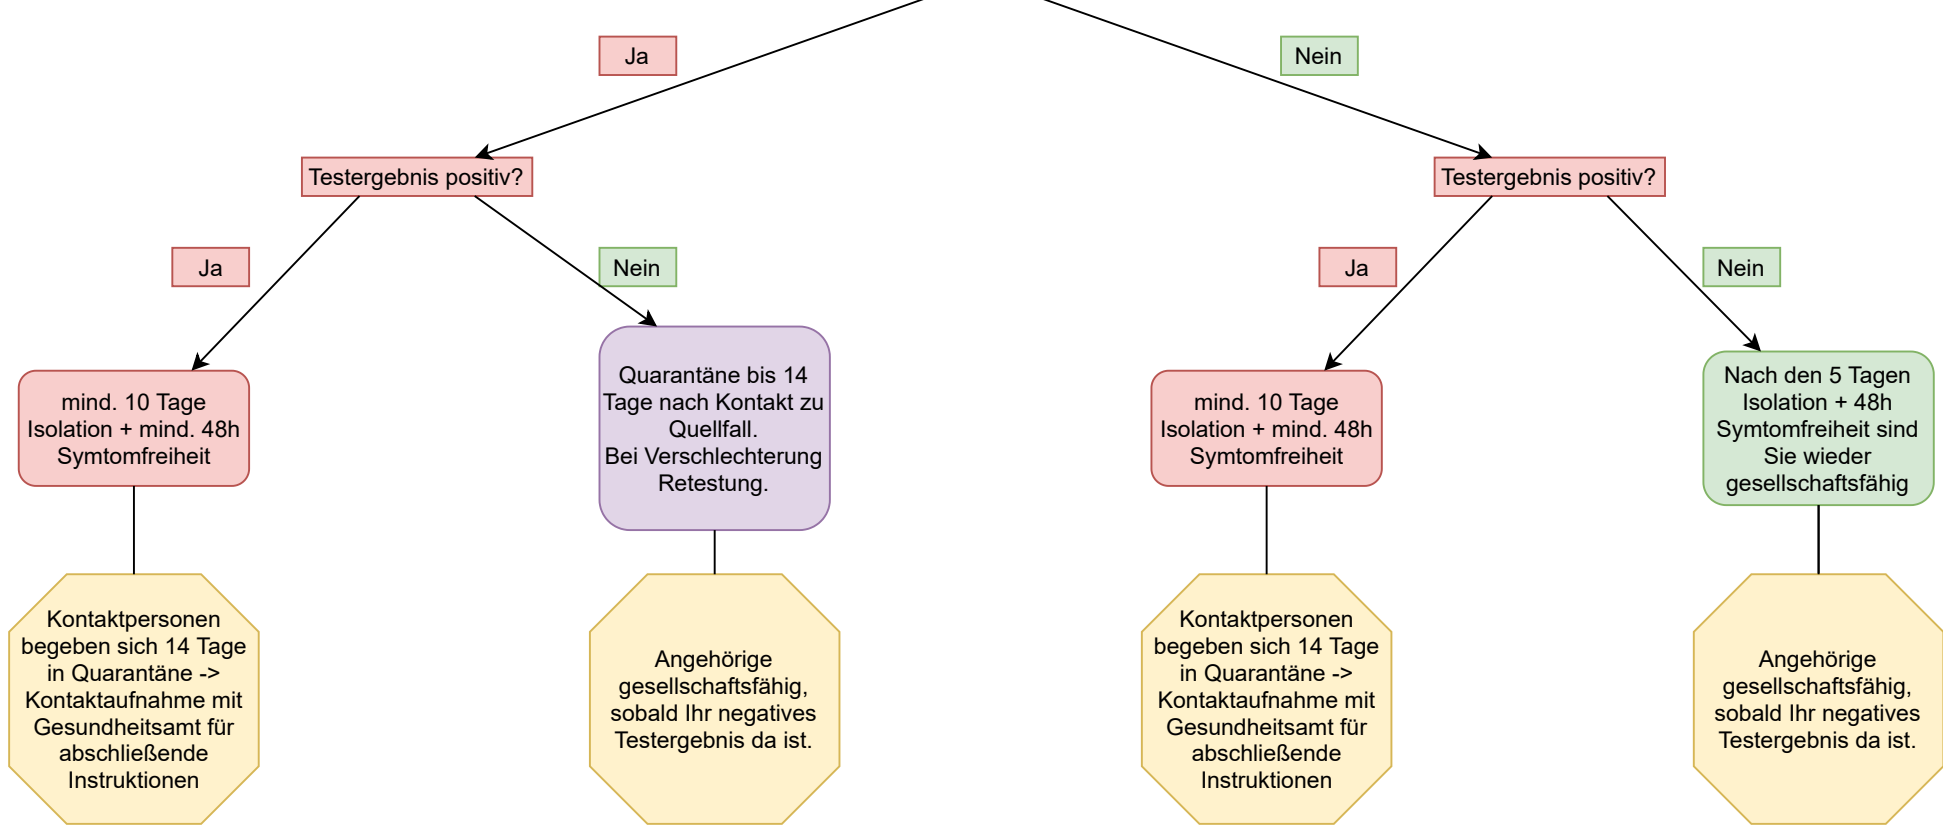 Ja
Nein
Testergebnis positiv?
Testergebnis positiv?
Ja
Nein
Ja
Nein
mind. 10 Tage
Isolation + mind. 48h
Symtomfreiheit
Quarantäne bis 14
Tage nach Kontakt zu
Quellfall.
Bei Verschlechterung
Retestung.
mind. 10 Tage
Isolation + mind. 48h
Symtomfreiheit
Nach den 5 Tagen
Isolation + 48h
Symtomfreiheit sind
Sie wieder
gesellschaftsfähig
Kontaktpersonen
begeben sich 14 Tage
in Quarantäne ->
Kontaktaufnahme mit
Gesundheitsamt für
abschließende
Instruktionen
Angehörige
gesellschaftsfähig,
sobald Ihr negatives
Testergebnis da ist.
Kontaktpersonen
begeben sich 14 Tage
in Quarantäne ->
Kontaktaufnahme mit
Gesundheitsamt für
abschließende
Instruktionen
Angehörige
gesellschaftsfähig,
sobald Ihr negatives
Testergebnis da ist.